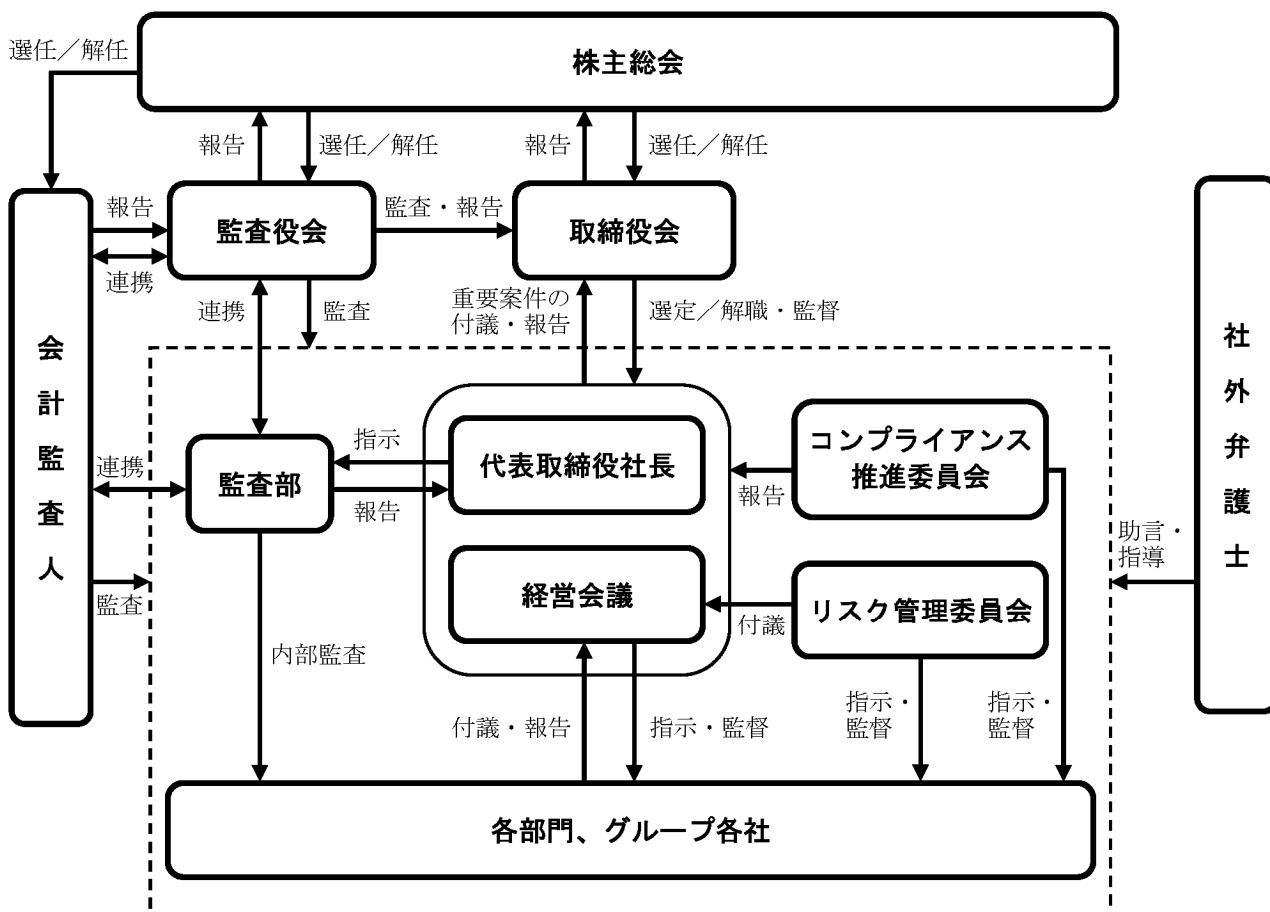 選任／解任
株主総会
報告
選任／解任
報告
選任／解任
報告
監査役会
監査・報告
取締役会
連携
連携
監査
重要案件の
付議・報告
選定／解職・監督
会計監査人
社外弁護士
指示
代表取締役社長
コンプライアンス
推進委員会
連携
監査部
報告
報告
助言・
指導
監査
経営会議
付議
リスク管理委員会
内部監査
付議・報告
指示・監督
指示・
監督
指示・
監督
各部門、グループ各社